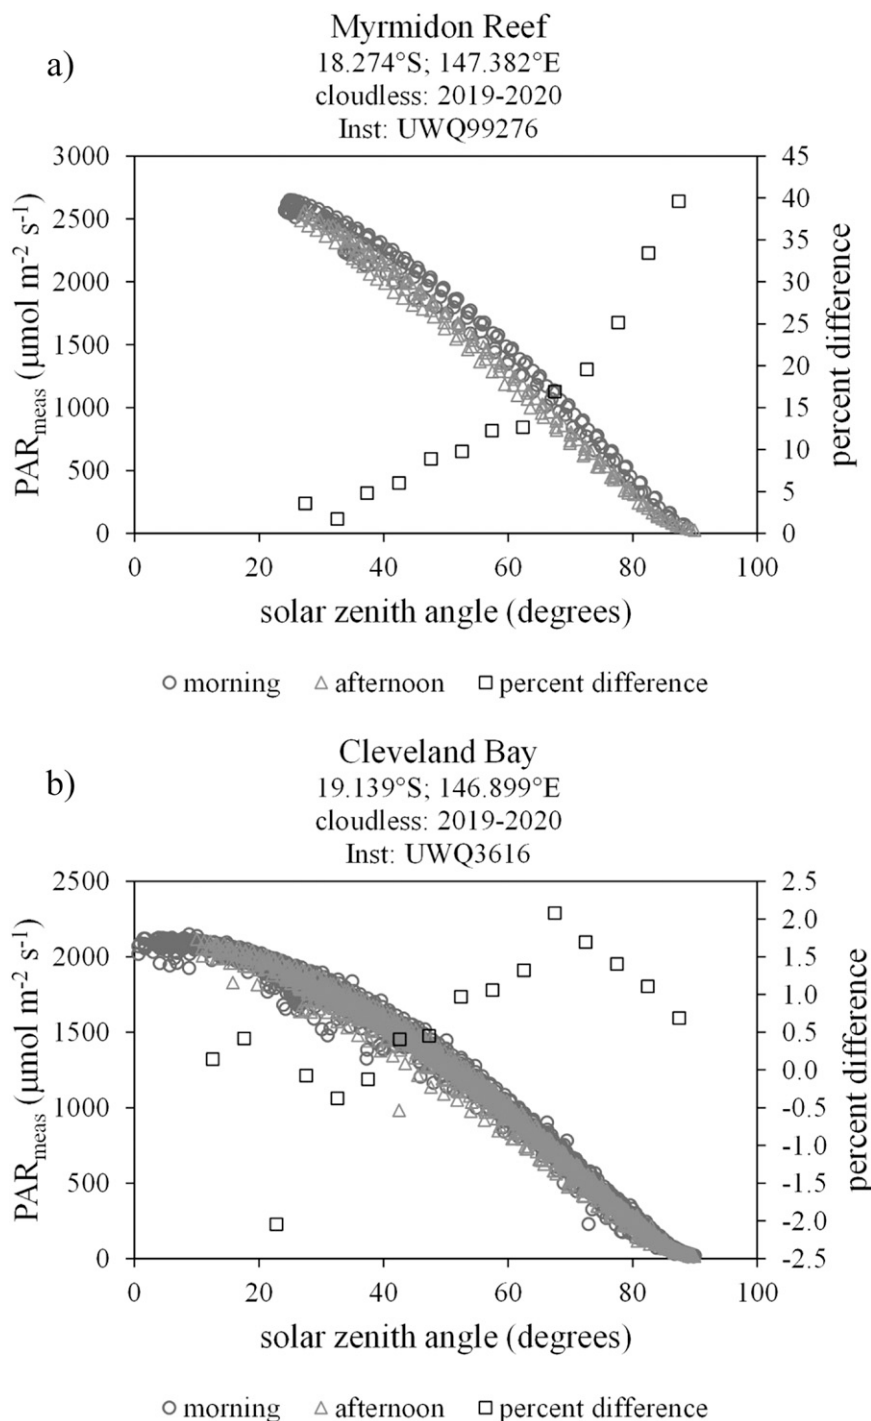 Myrmidon Reef
a)
18.274°S; 147.382°E
cloudless: 2019-2020
Inst: UWQ99276
3000
2500
2000
1500
1000
500
0
PARmeas (µmol m-2 s-1)
45
40
35
30
25
20
15
10
5
0
percent difference
0 20 40 60 80 100
solar zenith angle (degrees)
morning afternoon percent difference
Cleveland Bay
b)
19.139°S; 146.899°E
cloudless: 2019-2020
Inst: UWQ3616
2500
2000
1500
1000
500
0
PARmeas (µmol m-2 s-1)
2.5
2.0
1.5
1.0
0.5
0.0
-0.5
-1.0
-1.5
-2.0
-2.5
percent difference
0 20 40 60 80 100
solar zenith angle (degrees)
morning afternoon percent difference